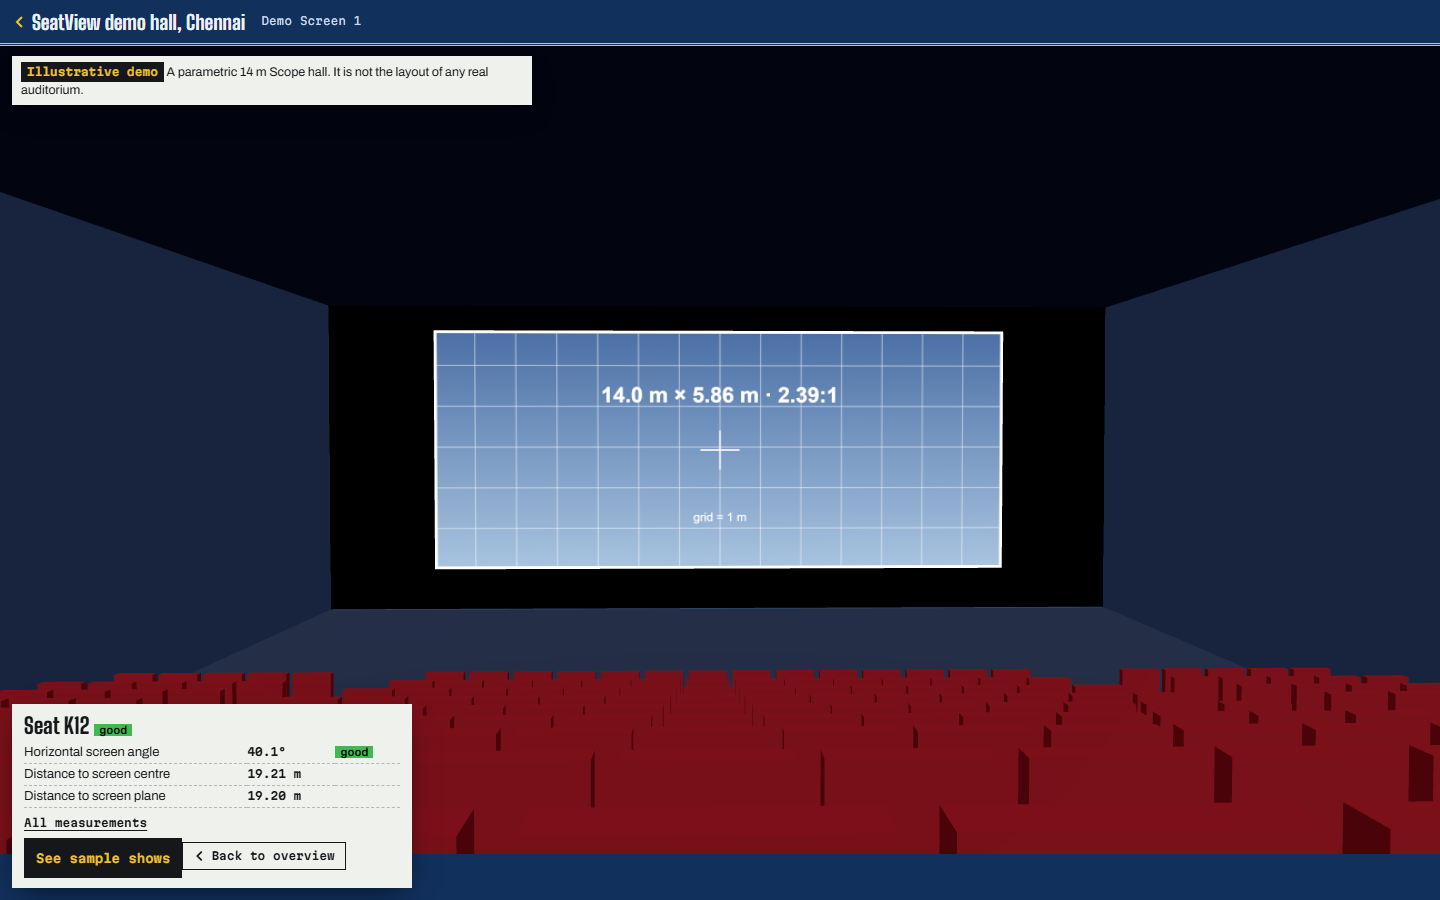 SeatView demo hall, Chennai Demo Screen 1
Illustrative demo A parametric 14 m Scope hall. It is not the layout of any real
auditorium.
14.0 m × 5.86 m · 2.39:1
grid = 1 m
Seat K12 good
Horizontal screen angle 40.1° good
Distance to screen centre 19.21 m
Distance to screen plane 19.20 m
All measurements
See sample shows Back to overview